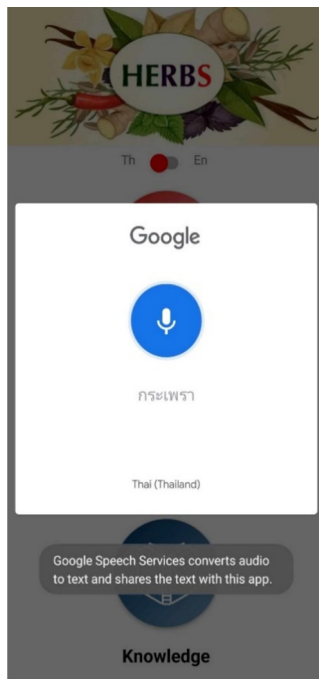 HERBS
Th En
Google
กระเพรา
Thai (Thailand)
Google Speech Services converts audio
to text and shares the text with this app.
Knowledge